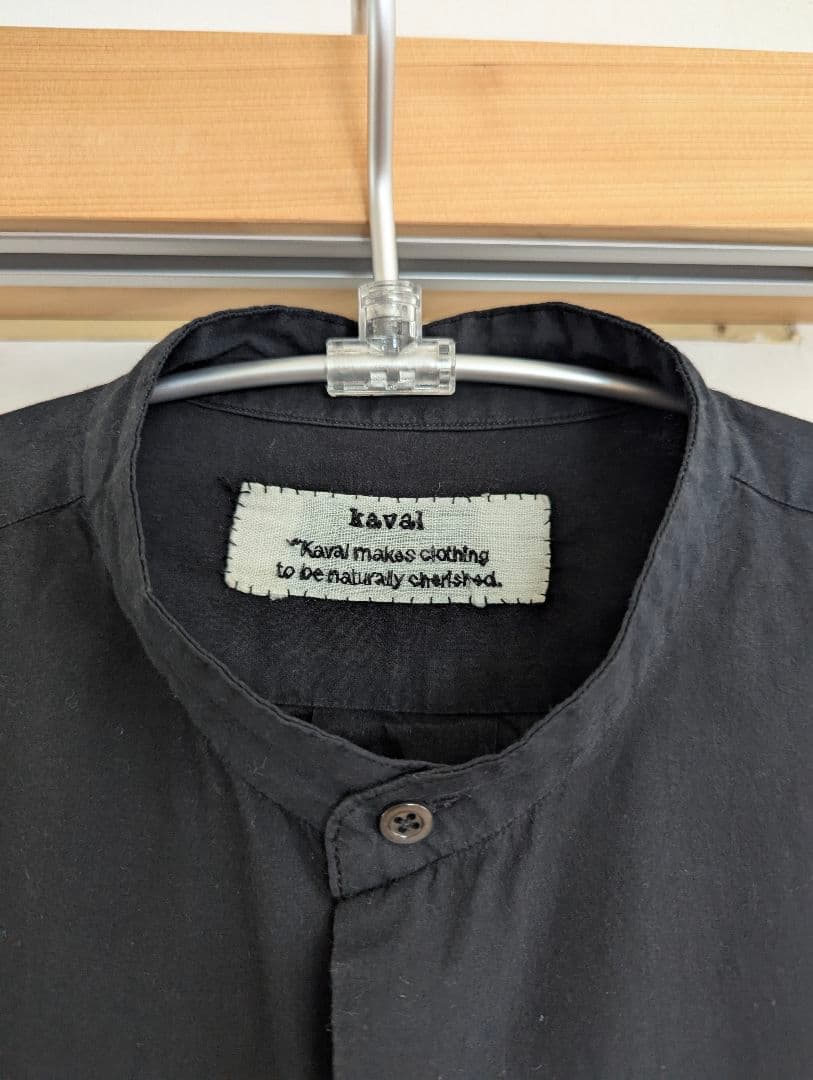 kaval
"Kaval makes clothing
to be naturally cherished.